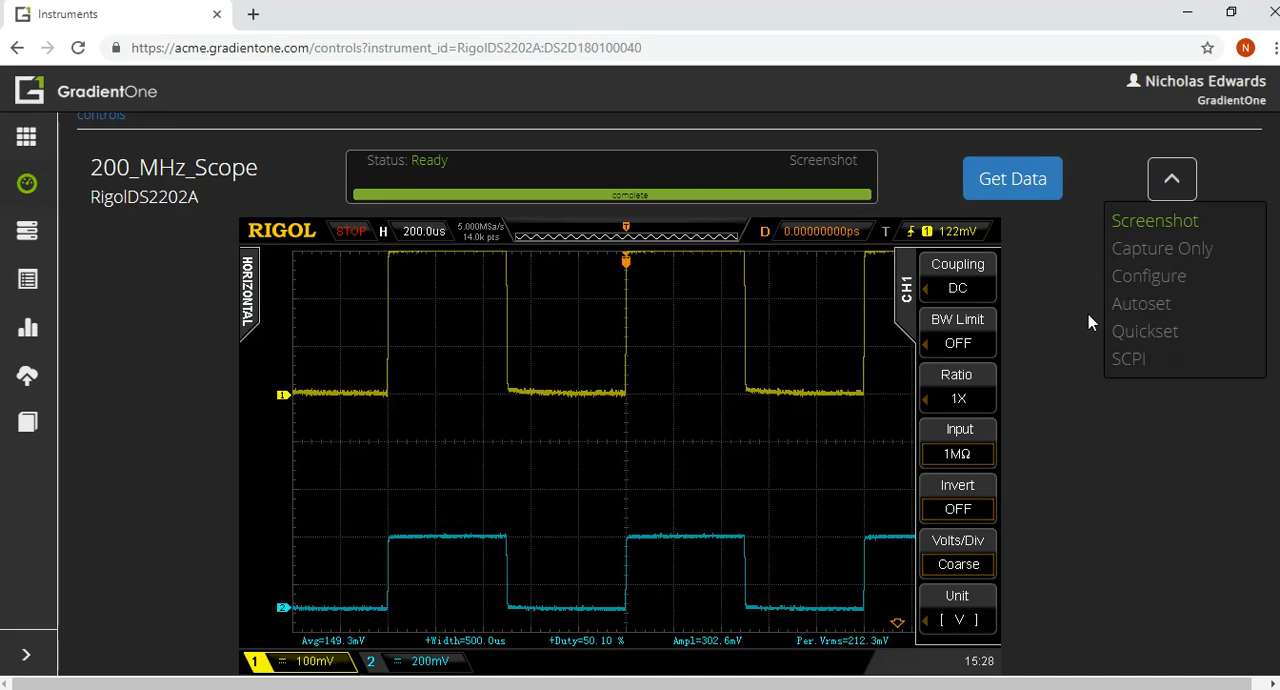 Instruments
https://acme.gradientone.com/controls?instrument_id=RigolDS2202A:DS2D180100040
N
GradientOne
Nicholas Edwards
GradientOne
controls
200_MHz_Scope
RigolDS2202A
Status: Ready
Screenshot
complete
Get Data
Screenshot
Capture Only
Configure
Autoset
Quickset
SCPI
RIGOL STOP H 200.0us 5.000MSa/s 14.0k pts T D 0.00000000ps T 1 122mV
HORIZONTAL
CH1
Coupling
DC
BW Limit
OFF
Ratio
1X
Input
1MΩ
Invert
OFF
Volts/Div
Coarse
Unit
[ V ]
1
2
Avg=149.3mV +Width=500.0us +Duty=50.10 % Ampl=302.6mV Per.Vrms=212.3mV
1 = 100mV 2 = 200mV 15:28